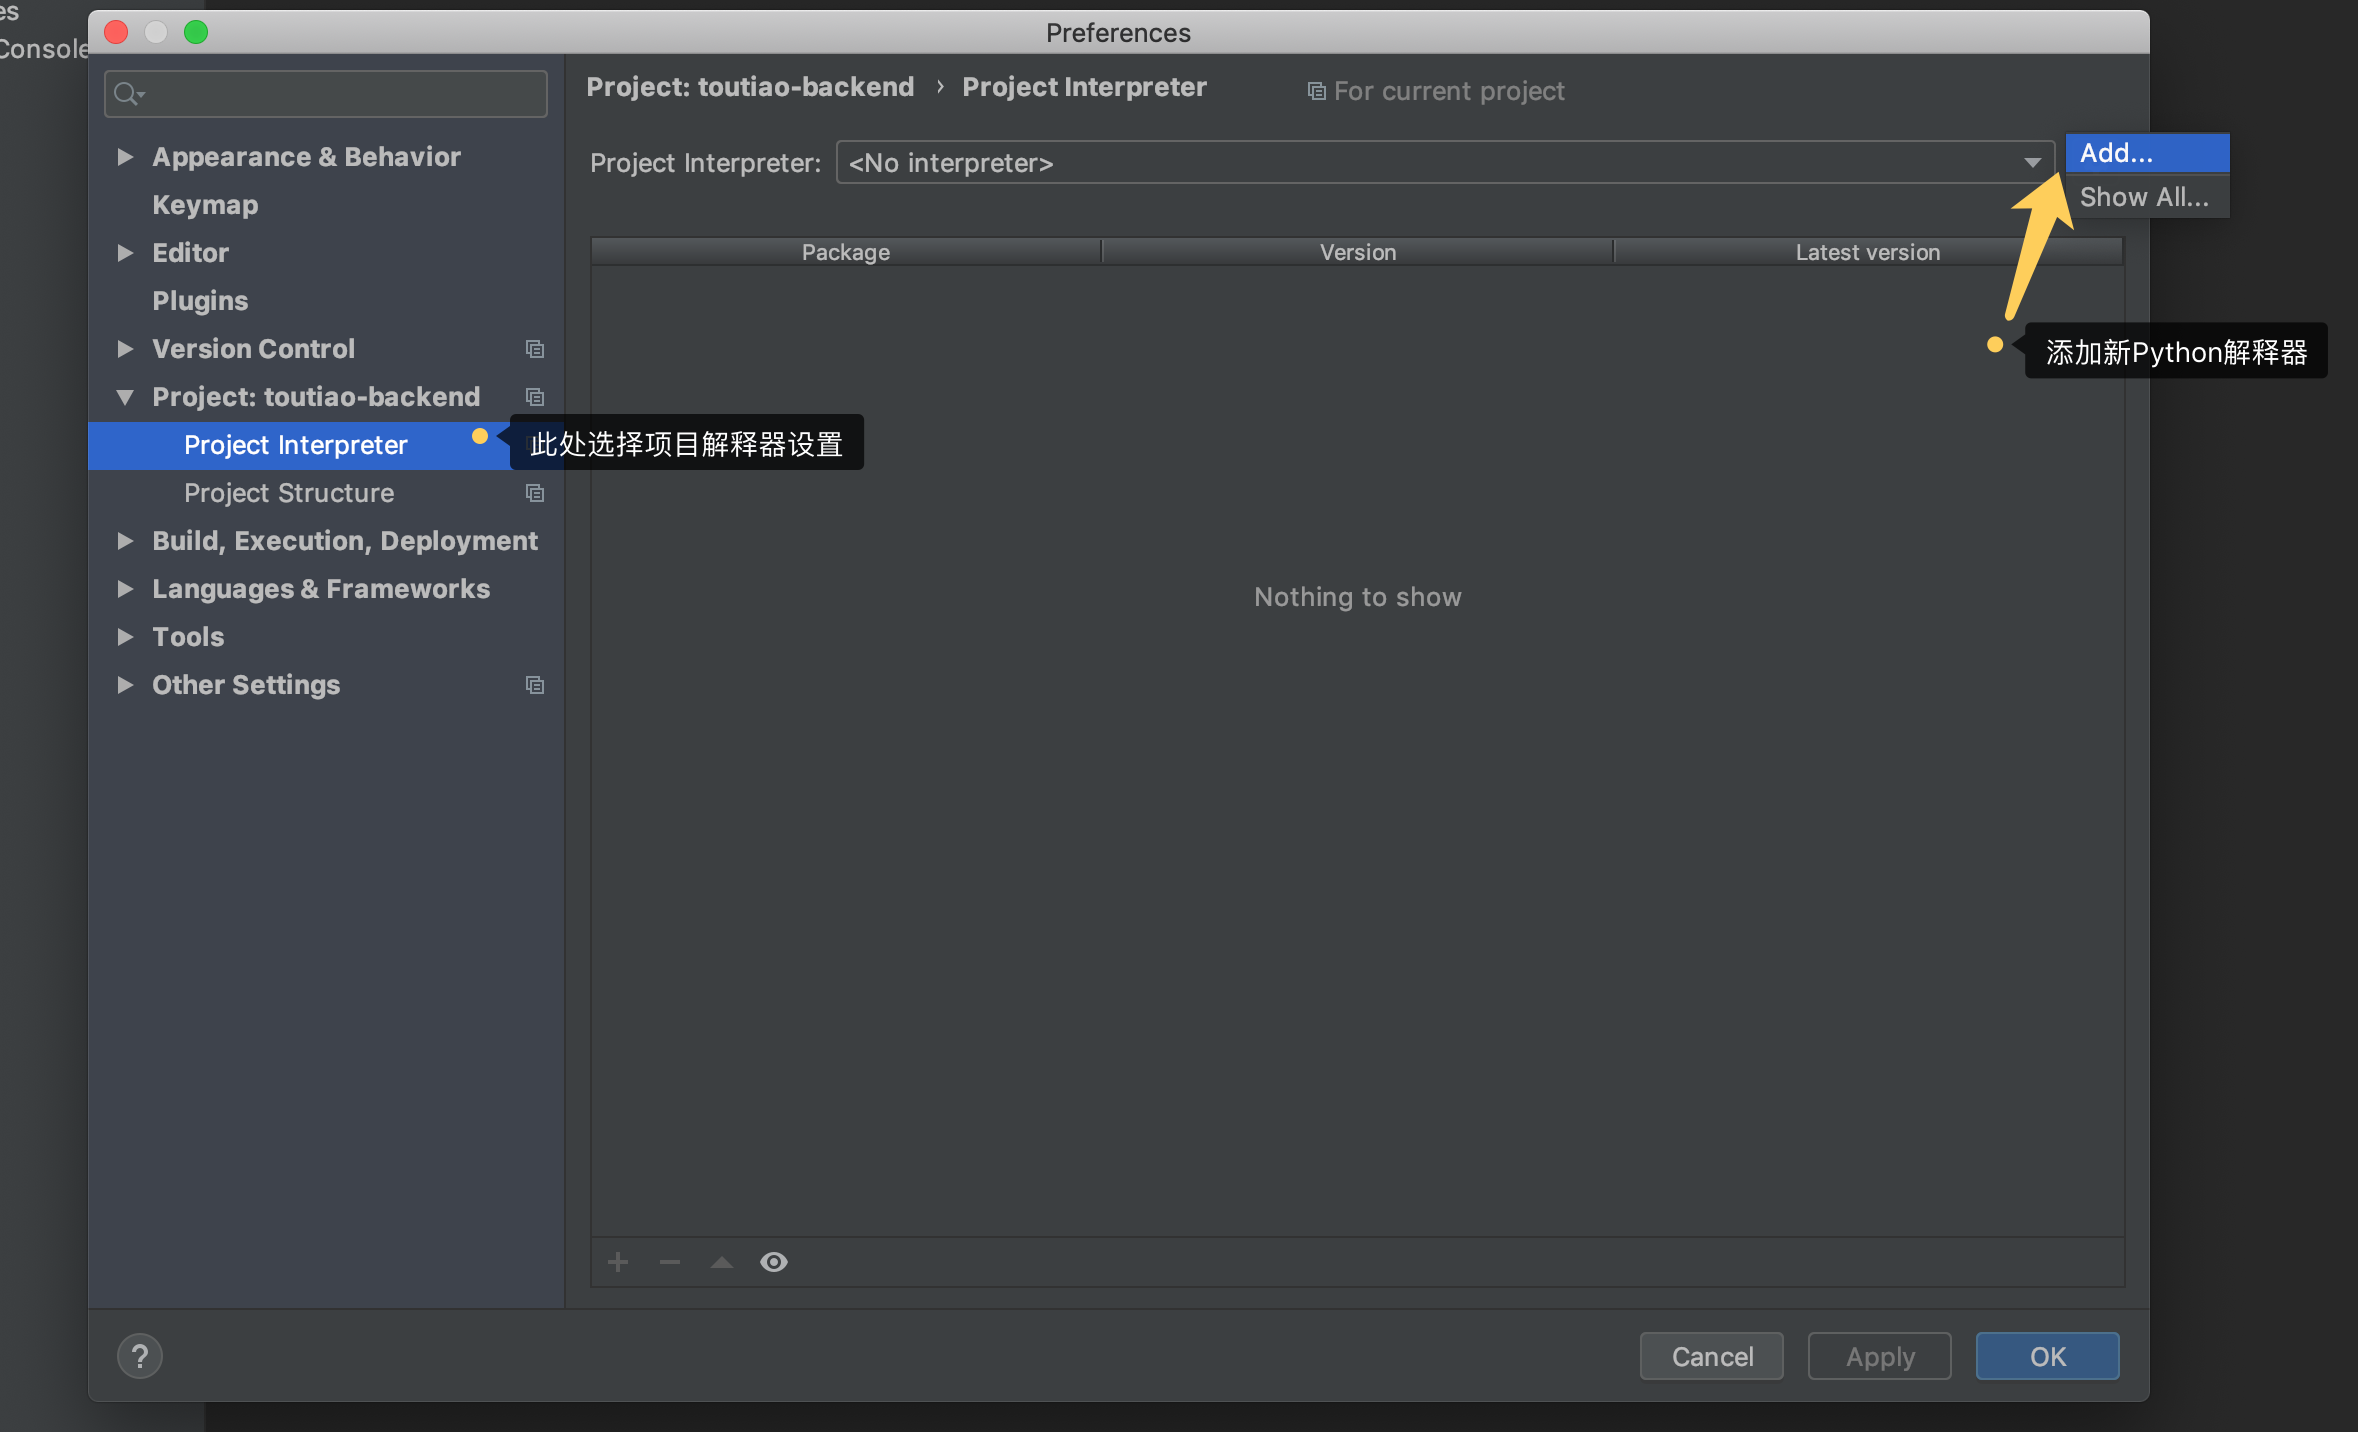 es
Console
Preferences
Project: toutiao-backend › Project Interpreter
For current project
Project Interpreter: <No interpreter>
Add...
Show All...
Package Version Latest version
添加新Python解释器
Appearance & Behavior
Keymap
Editor
Plugins
Version Control
Project: toutiao-backend
Project Interpreter
此处选择项目解释器设置
Project Structure
Build, Execution, Deployment
Languages & Frameworks
Tools
Other Settings
Nothing to show
?
Cancel
Apply
OK